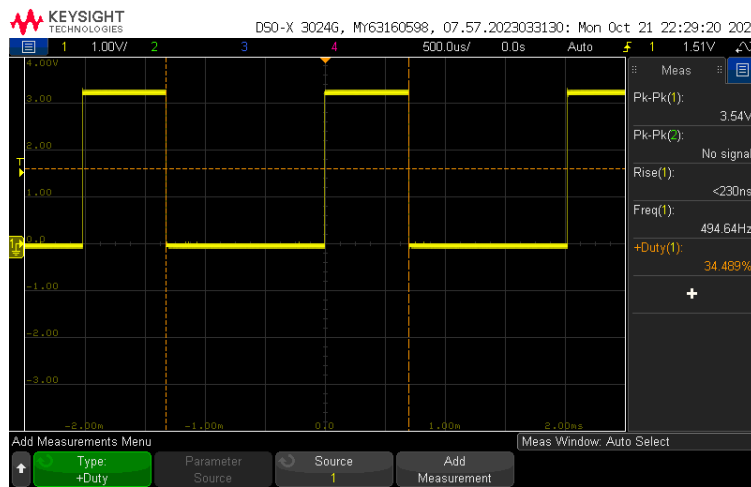 KEYSIGHT
TECHNOLOGIES
DSO-X 3024G, MY63160598, 07.57.2023033130: Mon Oct 21 22:29:20 202
1 1.00V/ 2 3 4 500.0us/ 0.0s Auto 1 1.51V
4.00V
3.00
2.00
T
1.00
1
0.0
-1.00
-2.00
-3.00
-2.00ms -1.00ms 0.0 1.00ms 2.00ms
Meas
Pk-Pk(1):
3.54V
Pk-Pk(2):
No signal
Rise(1):
<230ns
Freq(1):
494.64Hz
+Duty(1):
34.489%
+
Add Measurements Menu
Meas Window: Auto Select
Type:
+Duty
Parameter
Source
Source
1
Add
Measurement